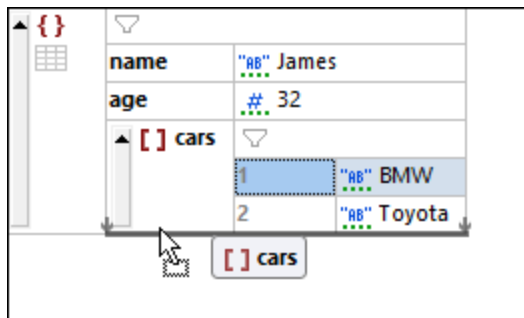 { }
name "AB" James
age # 32
[ ] cars
1 "AB" BMW
2 "AB" Toyota
[ ] cars